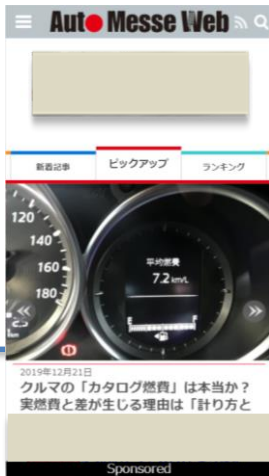 Auto Messe Web
新着記事
ピックアップ
ランキング
120
140
160
180
平均燃費
7.2 km/L
E F
2019年12月21日
クルマの「カタログ燃費」は本当か？
実燃費と差が生じる理由は「計り方と
Sponsored